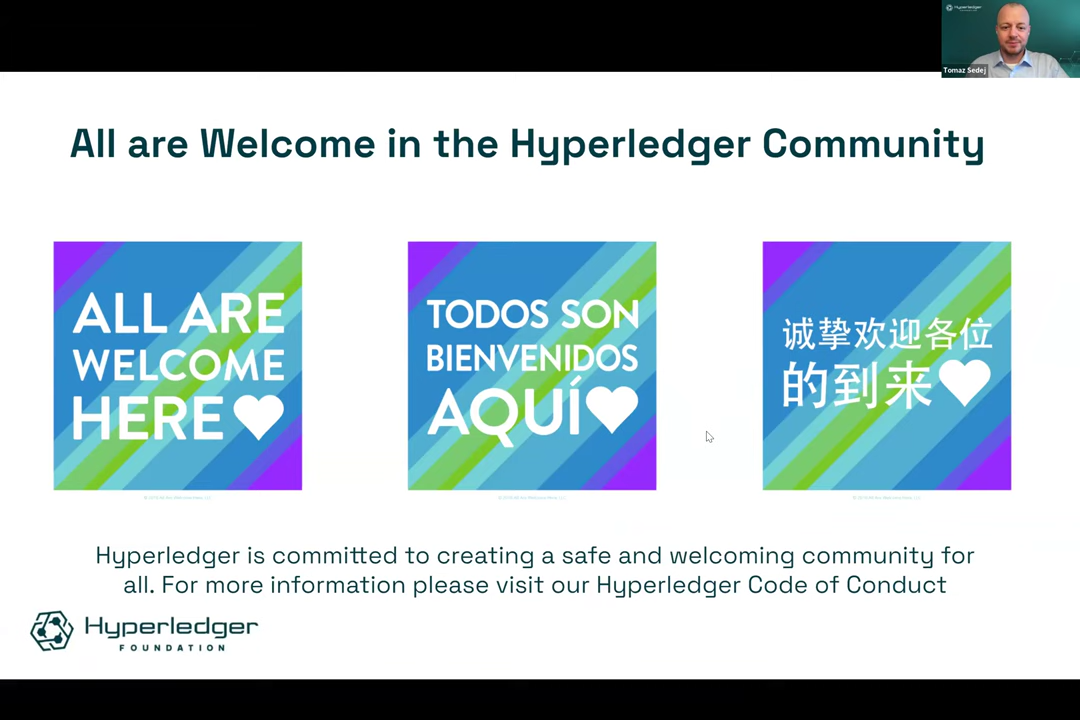 Hyperledger
Tomaz Sedej
All are Welcome in the Hyperledger Community
ALL ARE
WELCOME
HERE
TODOS SON
BIENVENIDOS
AQUÍ
诚挚欢迎各位
的到来
Hyperledger is committed to creating a safe and welcoming community for
all. For more information please visit our Hyperledger Code of Conduct
Hyperledger
FOUNDATION